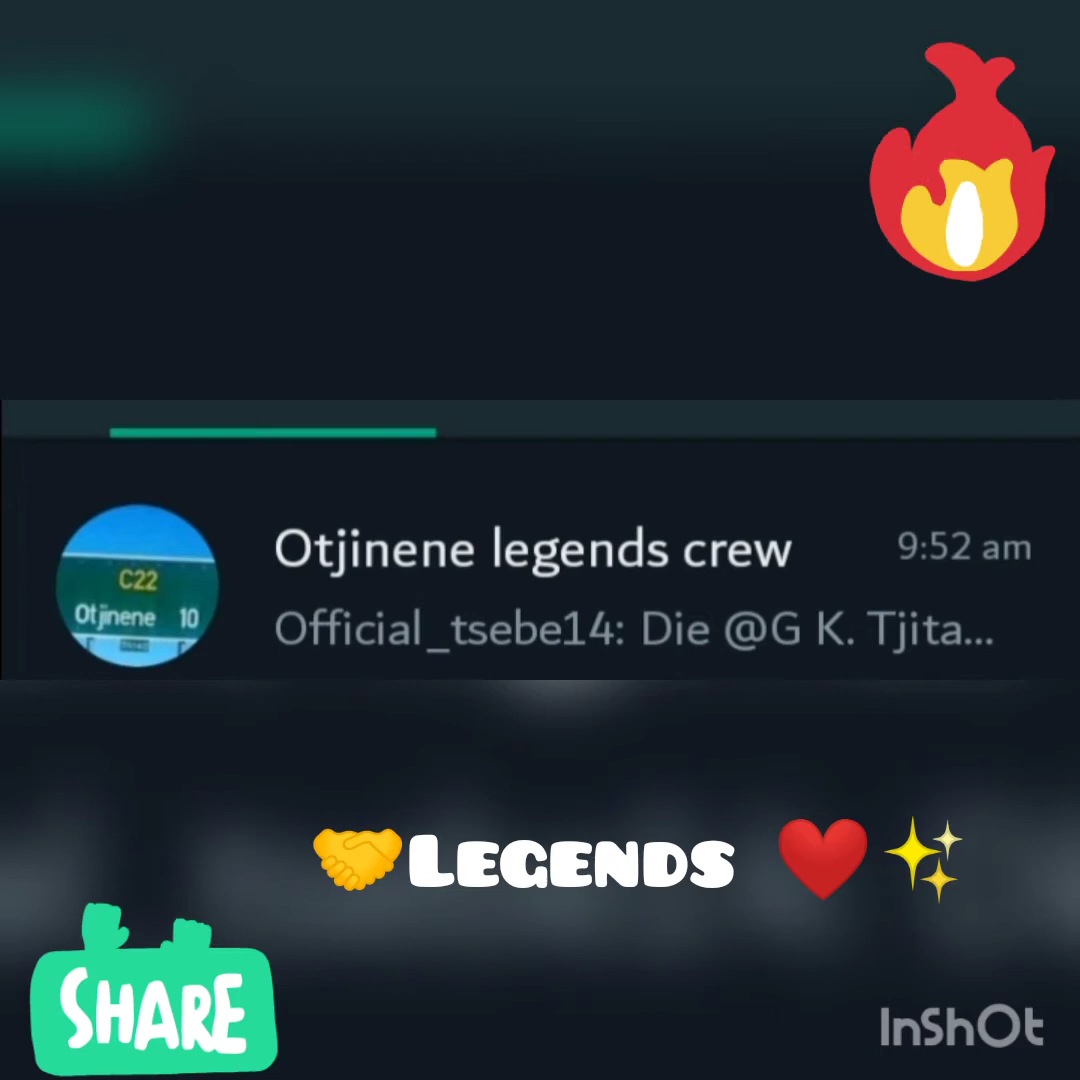 Otjinene legends crew 9:52 am
C22
Otjinene 10
Official_tsebe14: Die @G K. Tjita...
🤝LEGENDS ❤️✨
SHARE
InShOt